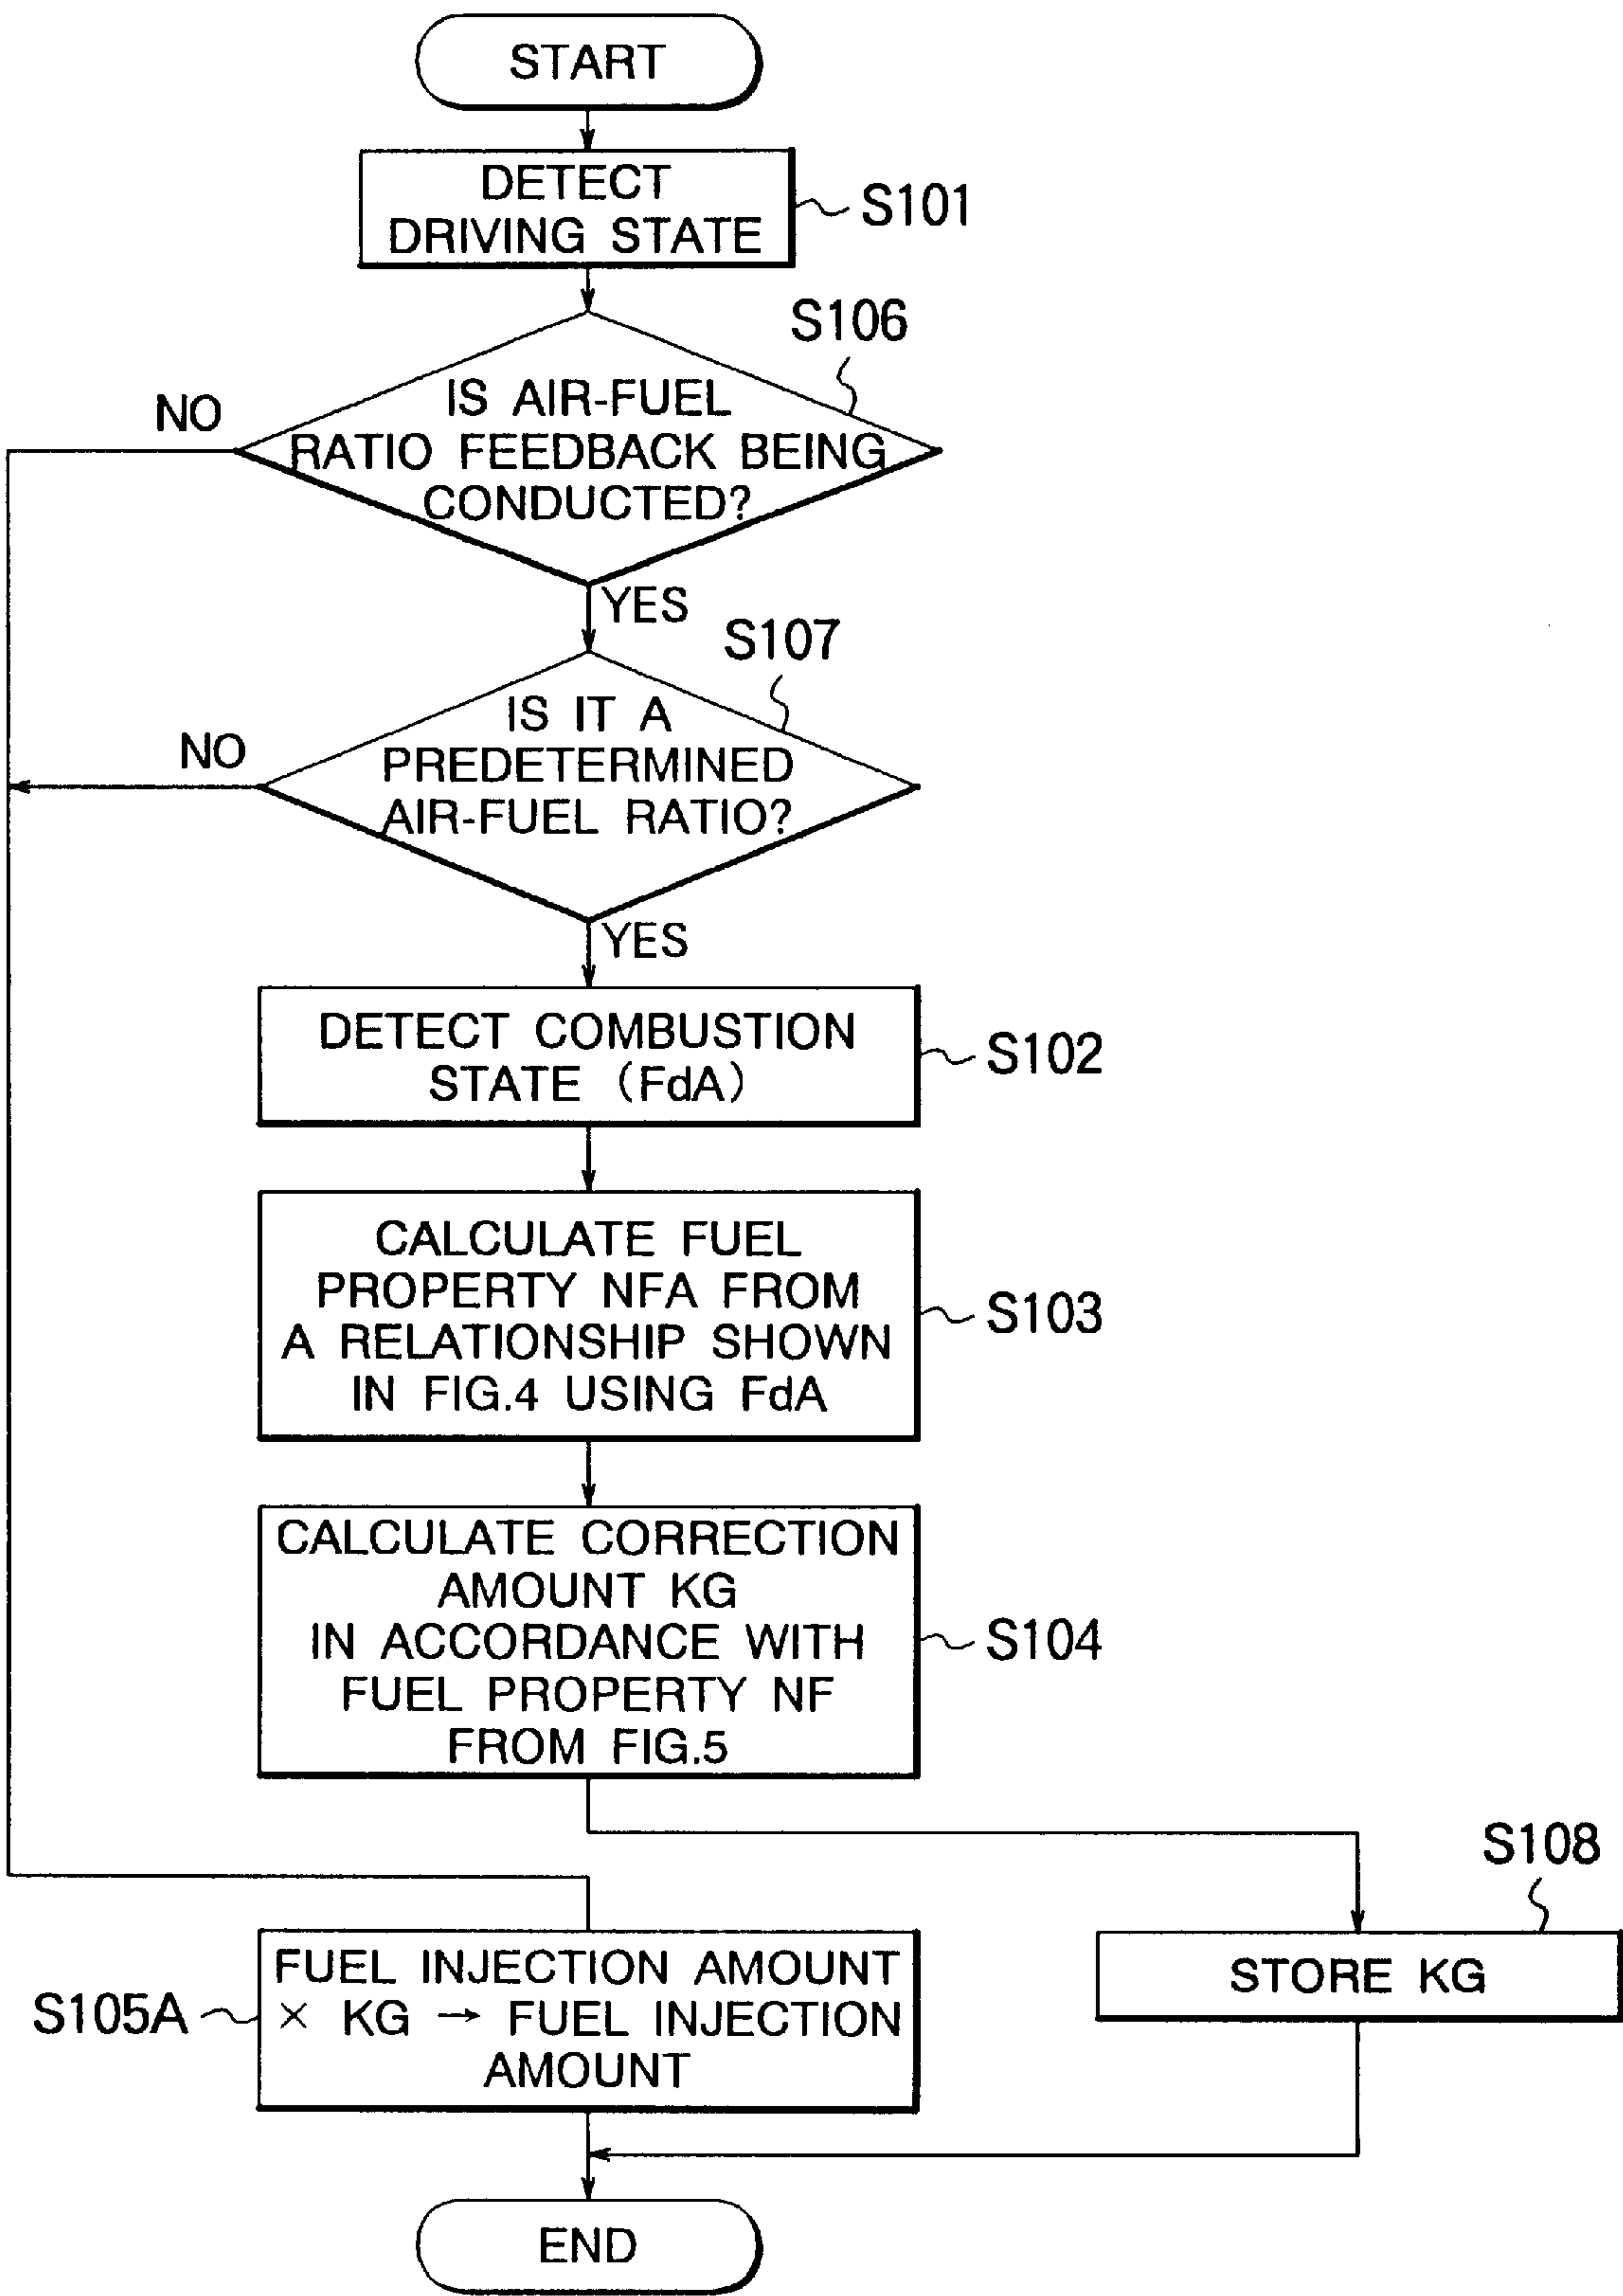 START
DETECT
DRIVING STATE
S101
S106
IS AIR-FUEL
RATIO FEEDBACK BEING
CONDUCTED?
NO
YES
S107
IS IT A
PREDETERMINED
AIR-FUEL RATIO?
NO
YES
DETECT COMBUSTION
STATE (FdA)
S102
CALCULATE FUEL
PROPERTY NFA FROM
A RELATIONSHIP SHOWN
IN FIG.4 USING FdA
S103
CALCULATE CORRECTION
AMOUNT KG
IN ACCORDANCE WITH
FUEL PROPERTY NF
FROM FIG.5
S104
S108
STORE KG
S105A
FUEL INJECTION AMOUNT
× KG → FUEL INJECTION
AMOUNT
END